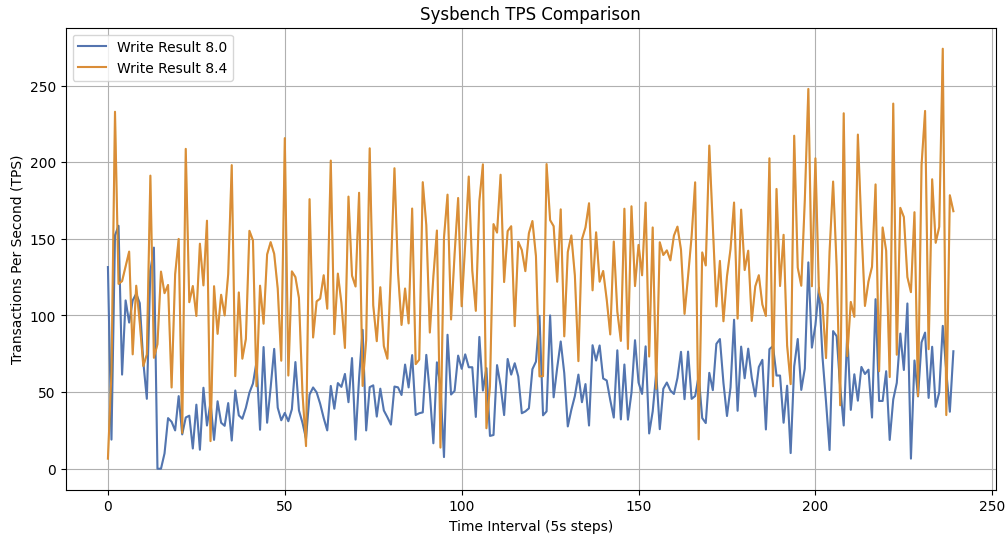 Sysbench TPS Comparison
Write Result 8.0
Write Result 8.4
Transactions Per Second (TPS)
250
200
150
100
50
0
0 50 100 150 200 250
Time Interval (5s steps)